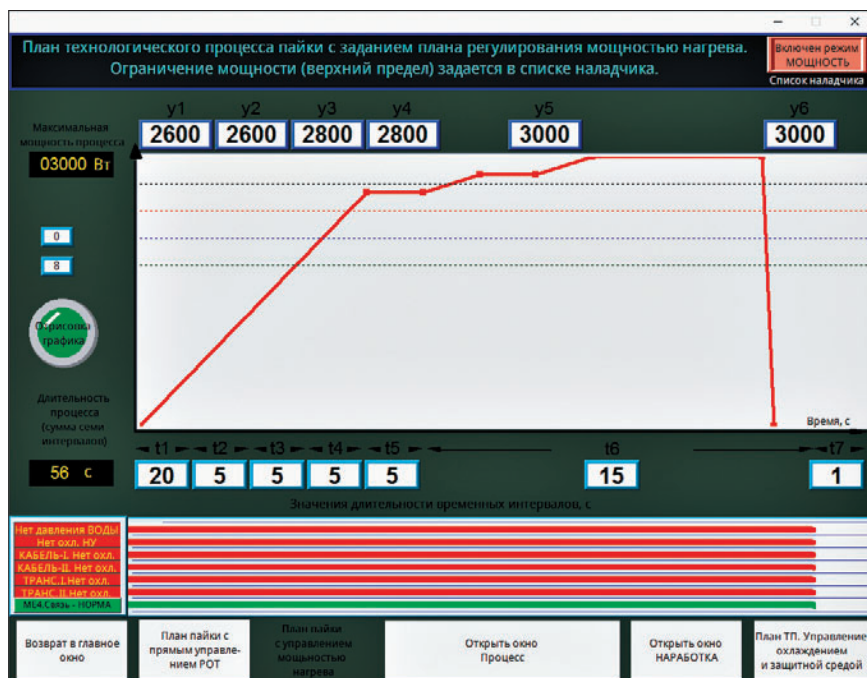 План технологического процесса пайки с заданием плана регулирования мощностью нагрева.
Ограничение мощности (верхний предел) задается в списке наладчика.
Включен режим
МОЩНОСТЬ
Список наладчика
y1 y2 y3 y4 y5 y6
Максимальная
мощность процесса
2600 2600 2800 2800 3000 3000
03000 Вт
0
8
Отрисовка
графика
Длительность
процесса
(сумма семи
интервалов)
56 с
Время, с
t1 t2 t3 t4 t5 t6 t7
20 5 5 5 5 15 1
Значения длительности временных интервалов, с
Нет давления ВОДЫ
Нет охл. НУ
КАБЕЛЬ-I. Нет охл.
КАБЕЛЬ-II. Нет охл.
ТРАНС.I.Нет охл.
ТРАНС.II.Нет охл.
ML4.Связь - НОРМА
Возврат в главное
окно
План пайки с
прямым управле-
нием РОТ
План пайки
с управлением
мощьностью
нагрева
Открыть окно
Процесс
Открыть окно
НАРАБОТКА
План ТП. Управление
охлаждением
и защитной средой